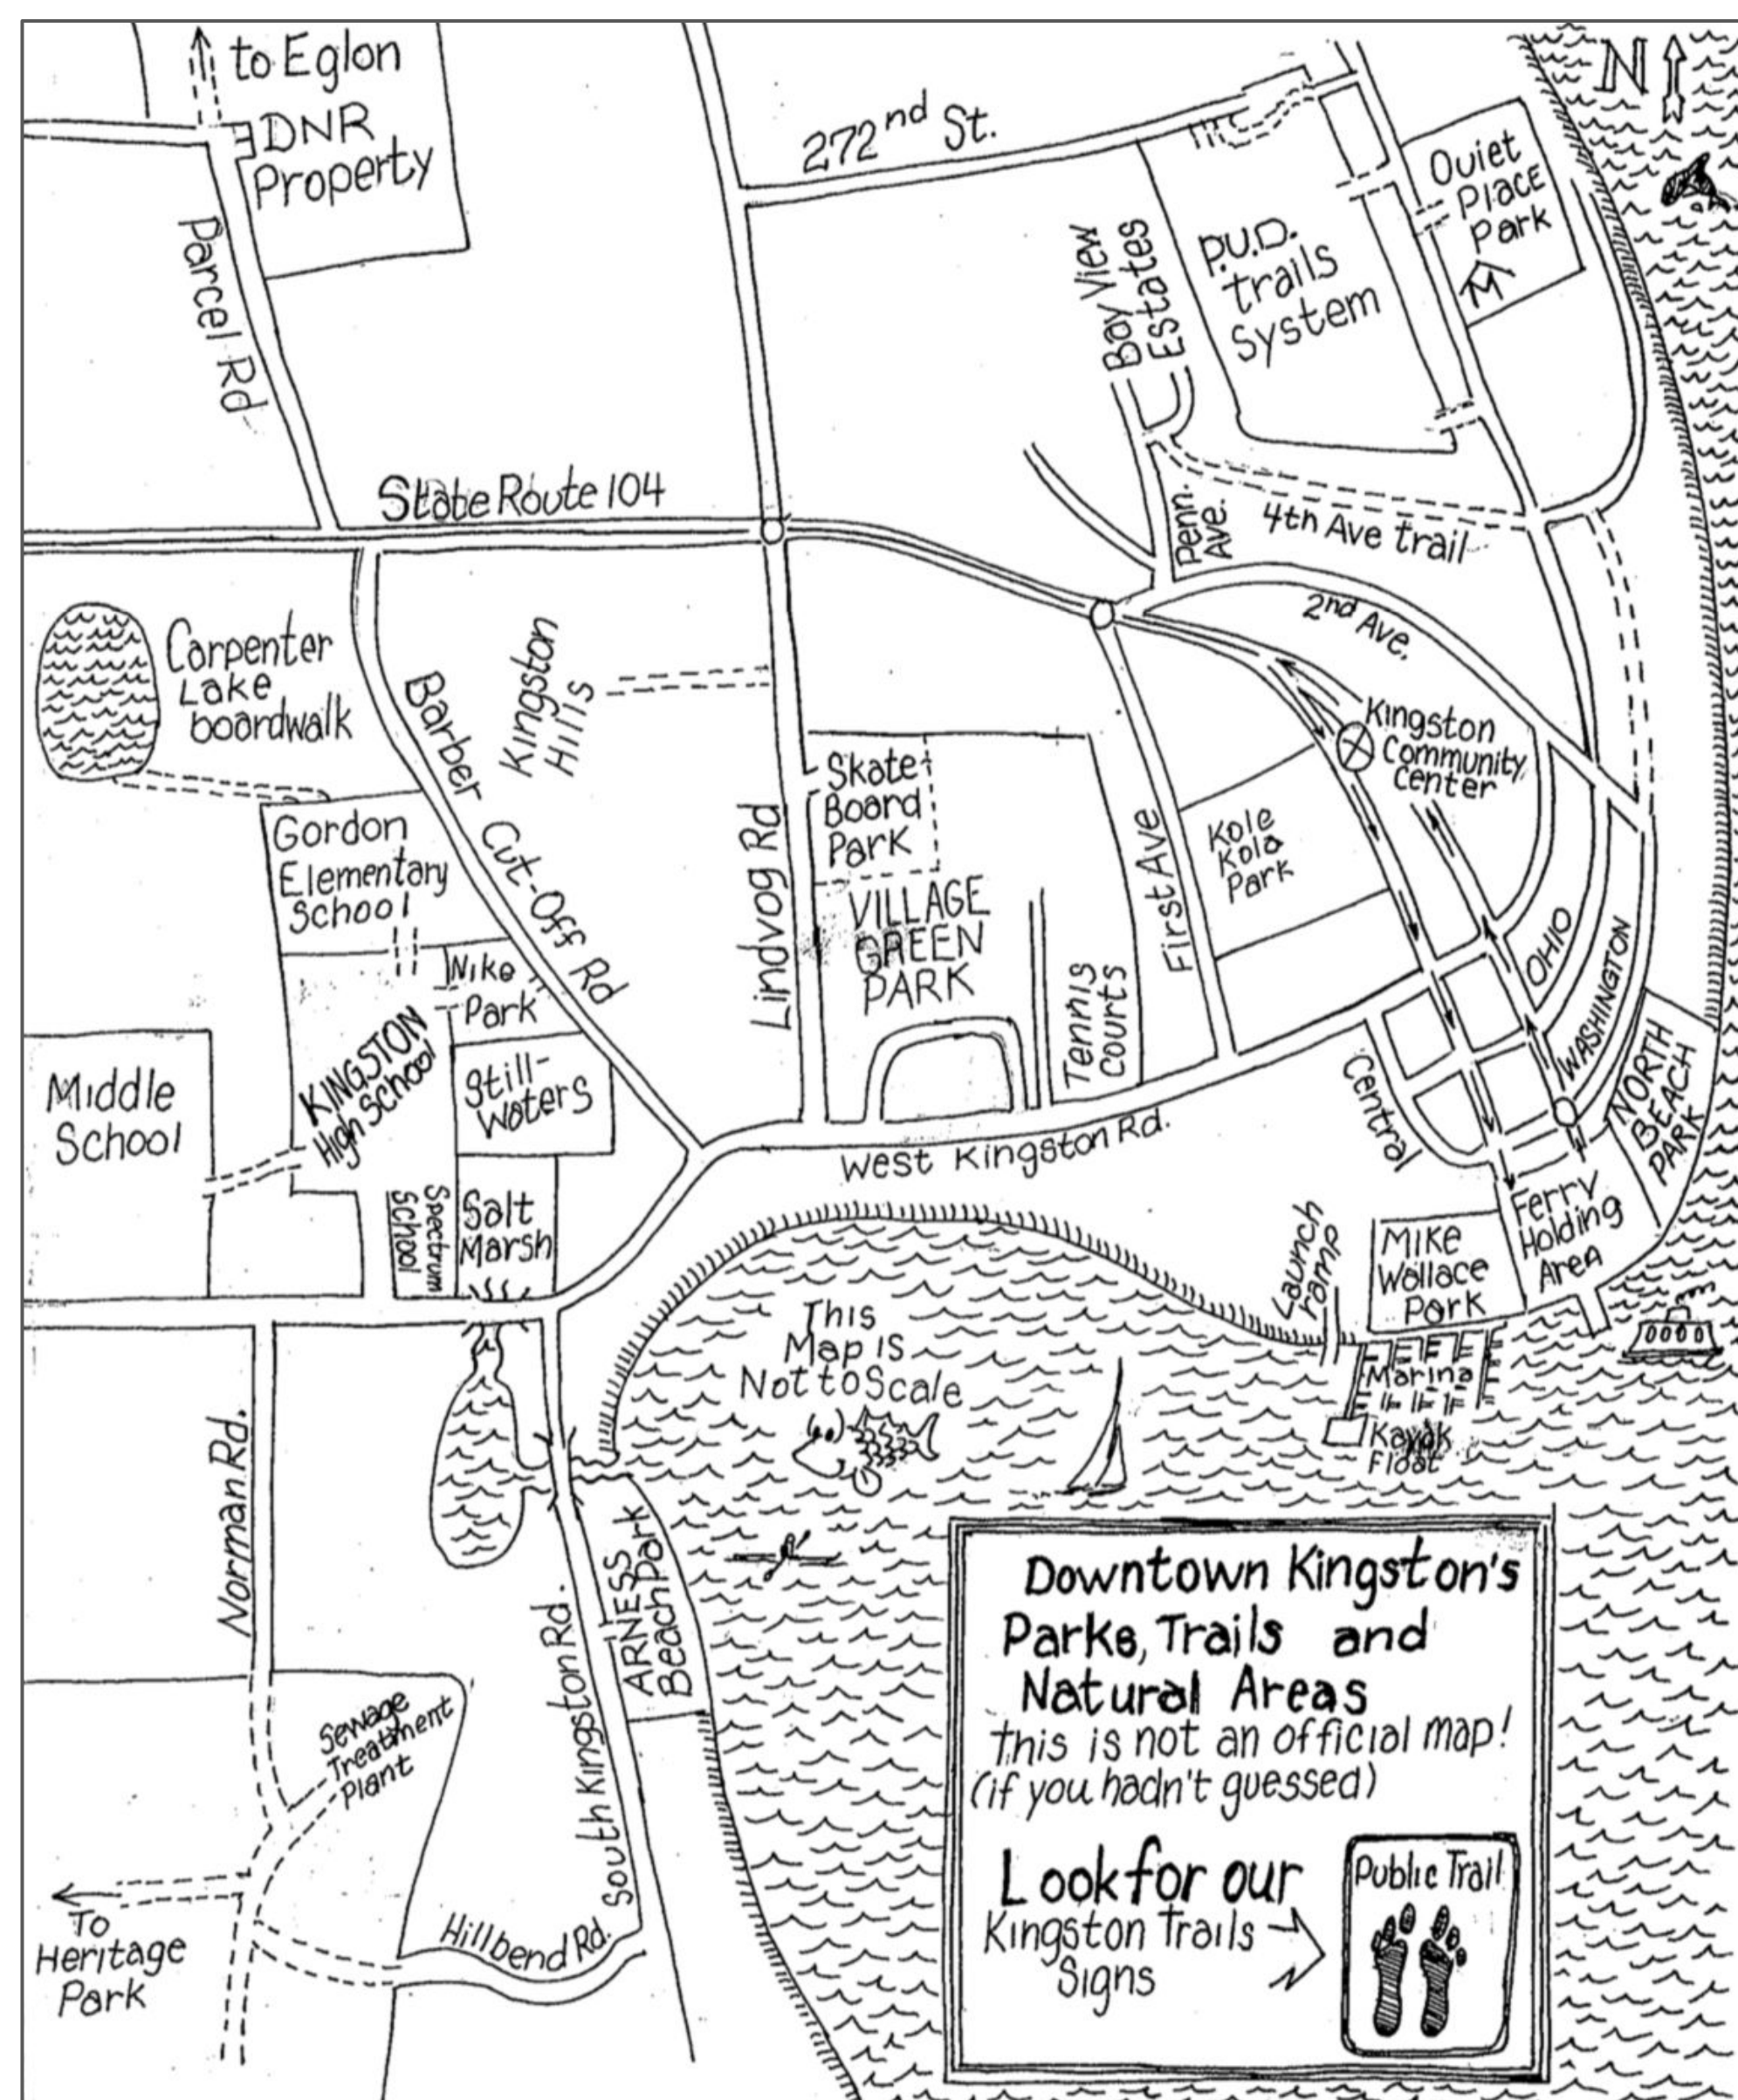 to Eglon
DNR
Property
N
272nd St.
Quiet
Place
Park
Parcel Rd
Bay View
Estates
P.U.D.
trails
System
State Route 104
Penn.
Ave.
4th Ave trail
2nd Ave.
Carpenter
Lake
boardwalk
Kingston
Hills
Barber Cut-Off Rd
Kingston
Community
Center
Skate
Board
Park
Lindvog Rd
First Ave
Kola
Kole
Park
Gordon
Elementary
School
VILLAGE
GREEN
PARK
Nike
Park
Tennis
Courts
OHIO
WASHINGTON
NORTH
BEACH
PARK
KINGSTON
High School
Still-
Waters
Middle
School
Central
West Kingston Rd.
Spectrum
School
Salt
Marsh
Launch
ramp
Mike
Wallace
Park
Ferry
Holding
Area
This
Map is
Not to Scale
Marina
Kayak
Float
Norman Rd.
ARNESS
Beach Park
South Kingston Rd.
Sewage
Treatment
Plant
To
Heritage
Park
Hillbend Rd.
Downtown Kingston's
Parks, Trails and
Natural Areas
this is not an official map!
(if you hadn't guessed)
Look for our
Kingston Trails
Signs
Public Trail